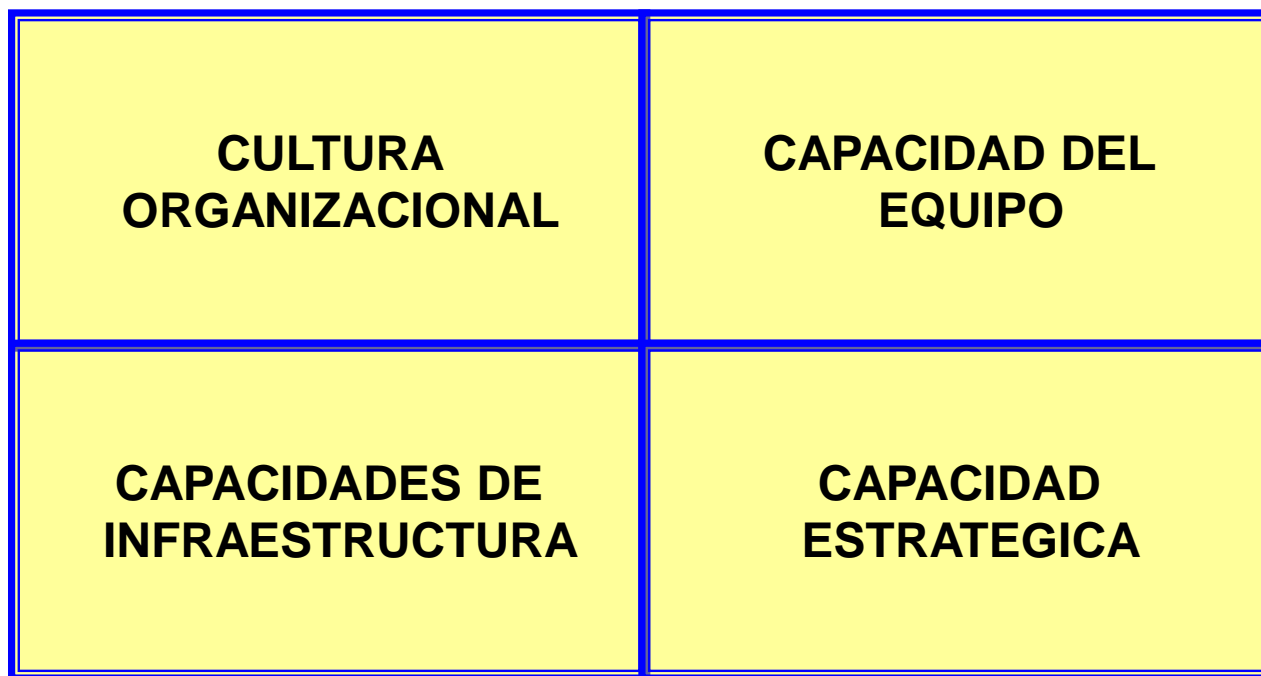 CULTURA
ORGANIZACIONAL
CAPACIDAD DEL
EQUIPO
CAPACIDADES DE
INFRAESTRUCTURA
CAPACIDAD
ESTRATEGICA